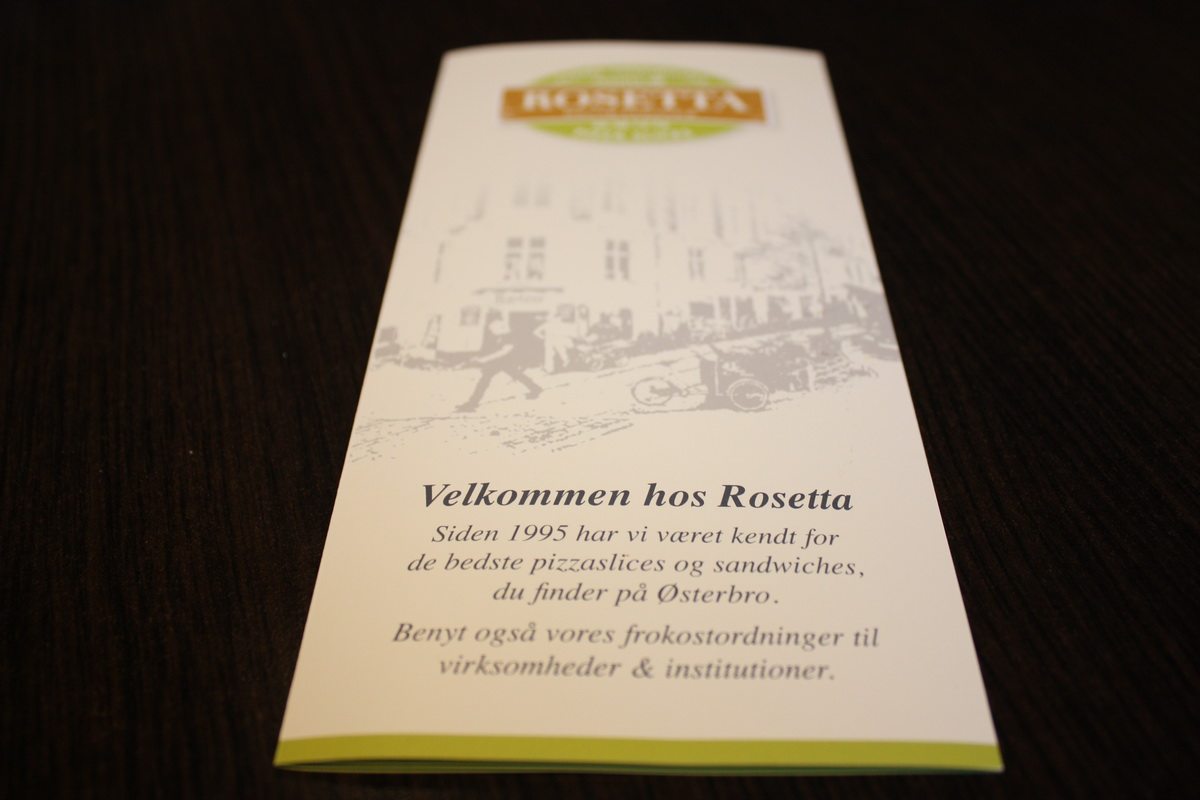 ROSETTA
Velkommen hos Rosetta
Siden 1995 har vi været kendt for
de bedste pizzaslices og sandwiches,
du finder på Østerbro.
Benyt også vores frokostordninger til
virksomheder & institutioner.